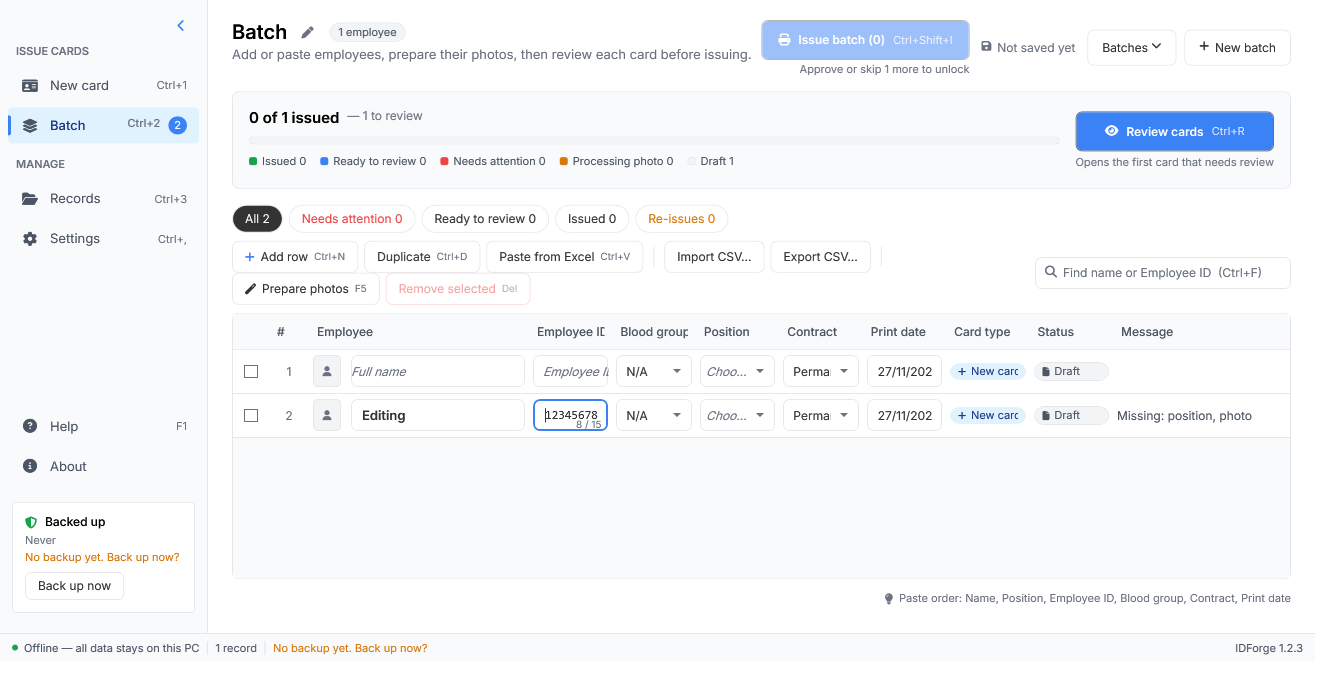 ISSUE CARDS
New card Ctrl+1
Batch Ctrl+2 2
MANAGE
Records Ctrl+3
Settings Ctrl+,
Help F1
About
Backed up
Never
No backup yet. Back up now?
Back up now
Batch 1 employee
Add or paste employees, prepare their photos, then review each card before issuing.
Issue batch (0) Ctrl+Shift+I
Approve or skip 1 more to unlock
Not saved yet
Batches
+ New batch
0 of 1 issued — 1 to review
Issued 0 Ready to review 0 Needs attention 0 Processing photo 0 Draft 1
Review cards Ctrl+R
Opens the first card that needs review
All 2 Needs attention 0 Ready to review 0 Issued 0 Re-issues 0
+ Add row Ctrl+N Duplicate Ctrl+D Paste from Excel Ctrl+V Import CSV... Export CSV...
Prepare photos F5 Remove selected Del
Find name or Employee ID (Ctrl+F)
# Employee Employee ID Blood group Position Contract Print date Card type Status Message
1 Full name Employee I N/A Choo... Perma 27/11/202 + New card Draft
2 Editing 12345678 8 / 15 N/A Choo... Perma 27/11/202 + New card Draft Missing: position, photo
Paste order: Name, Position, Employee ID, Blood group, Contract, Print date
Offline — all data stays on this PC 1 record No backup yet. Back up now? IDForge 1.2.3